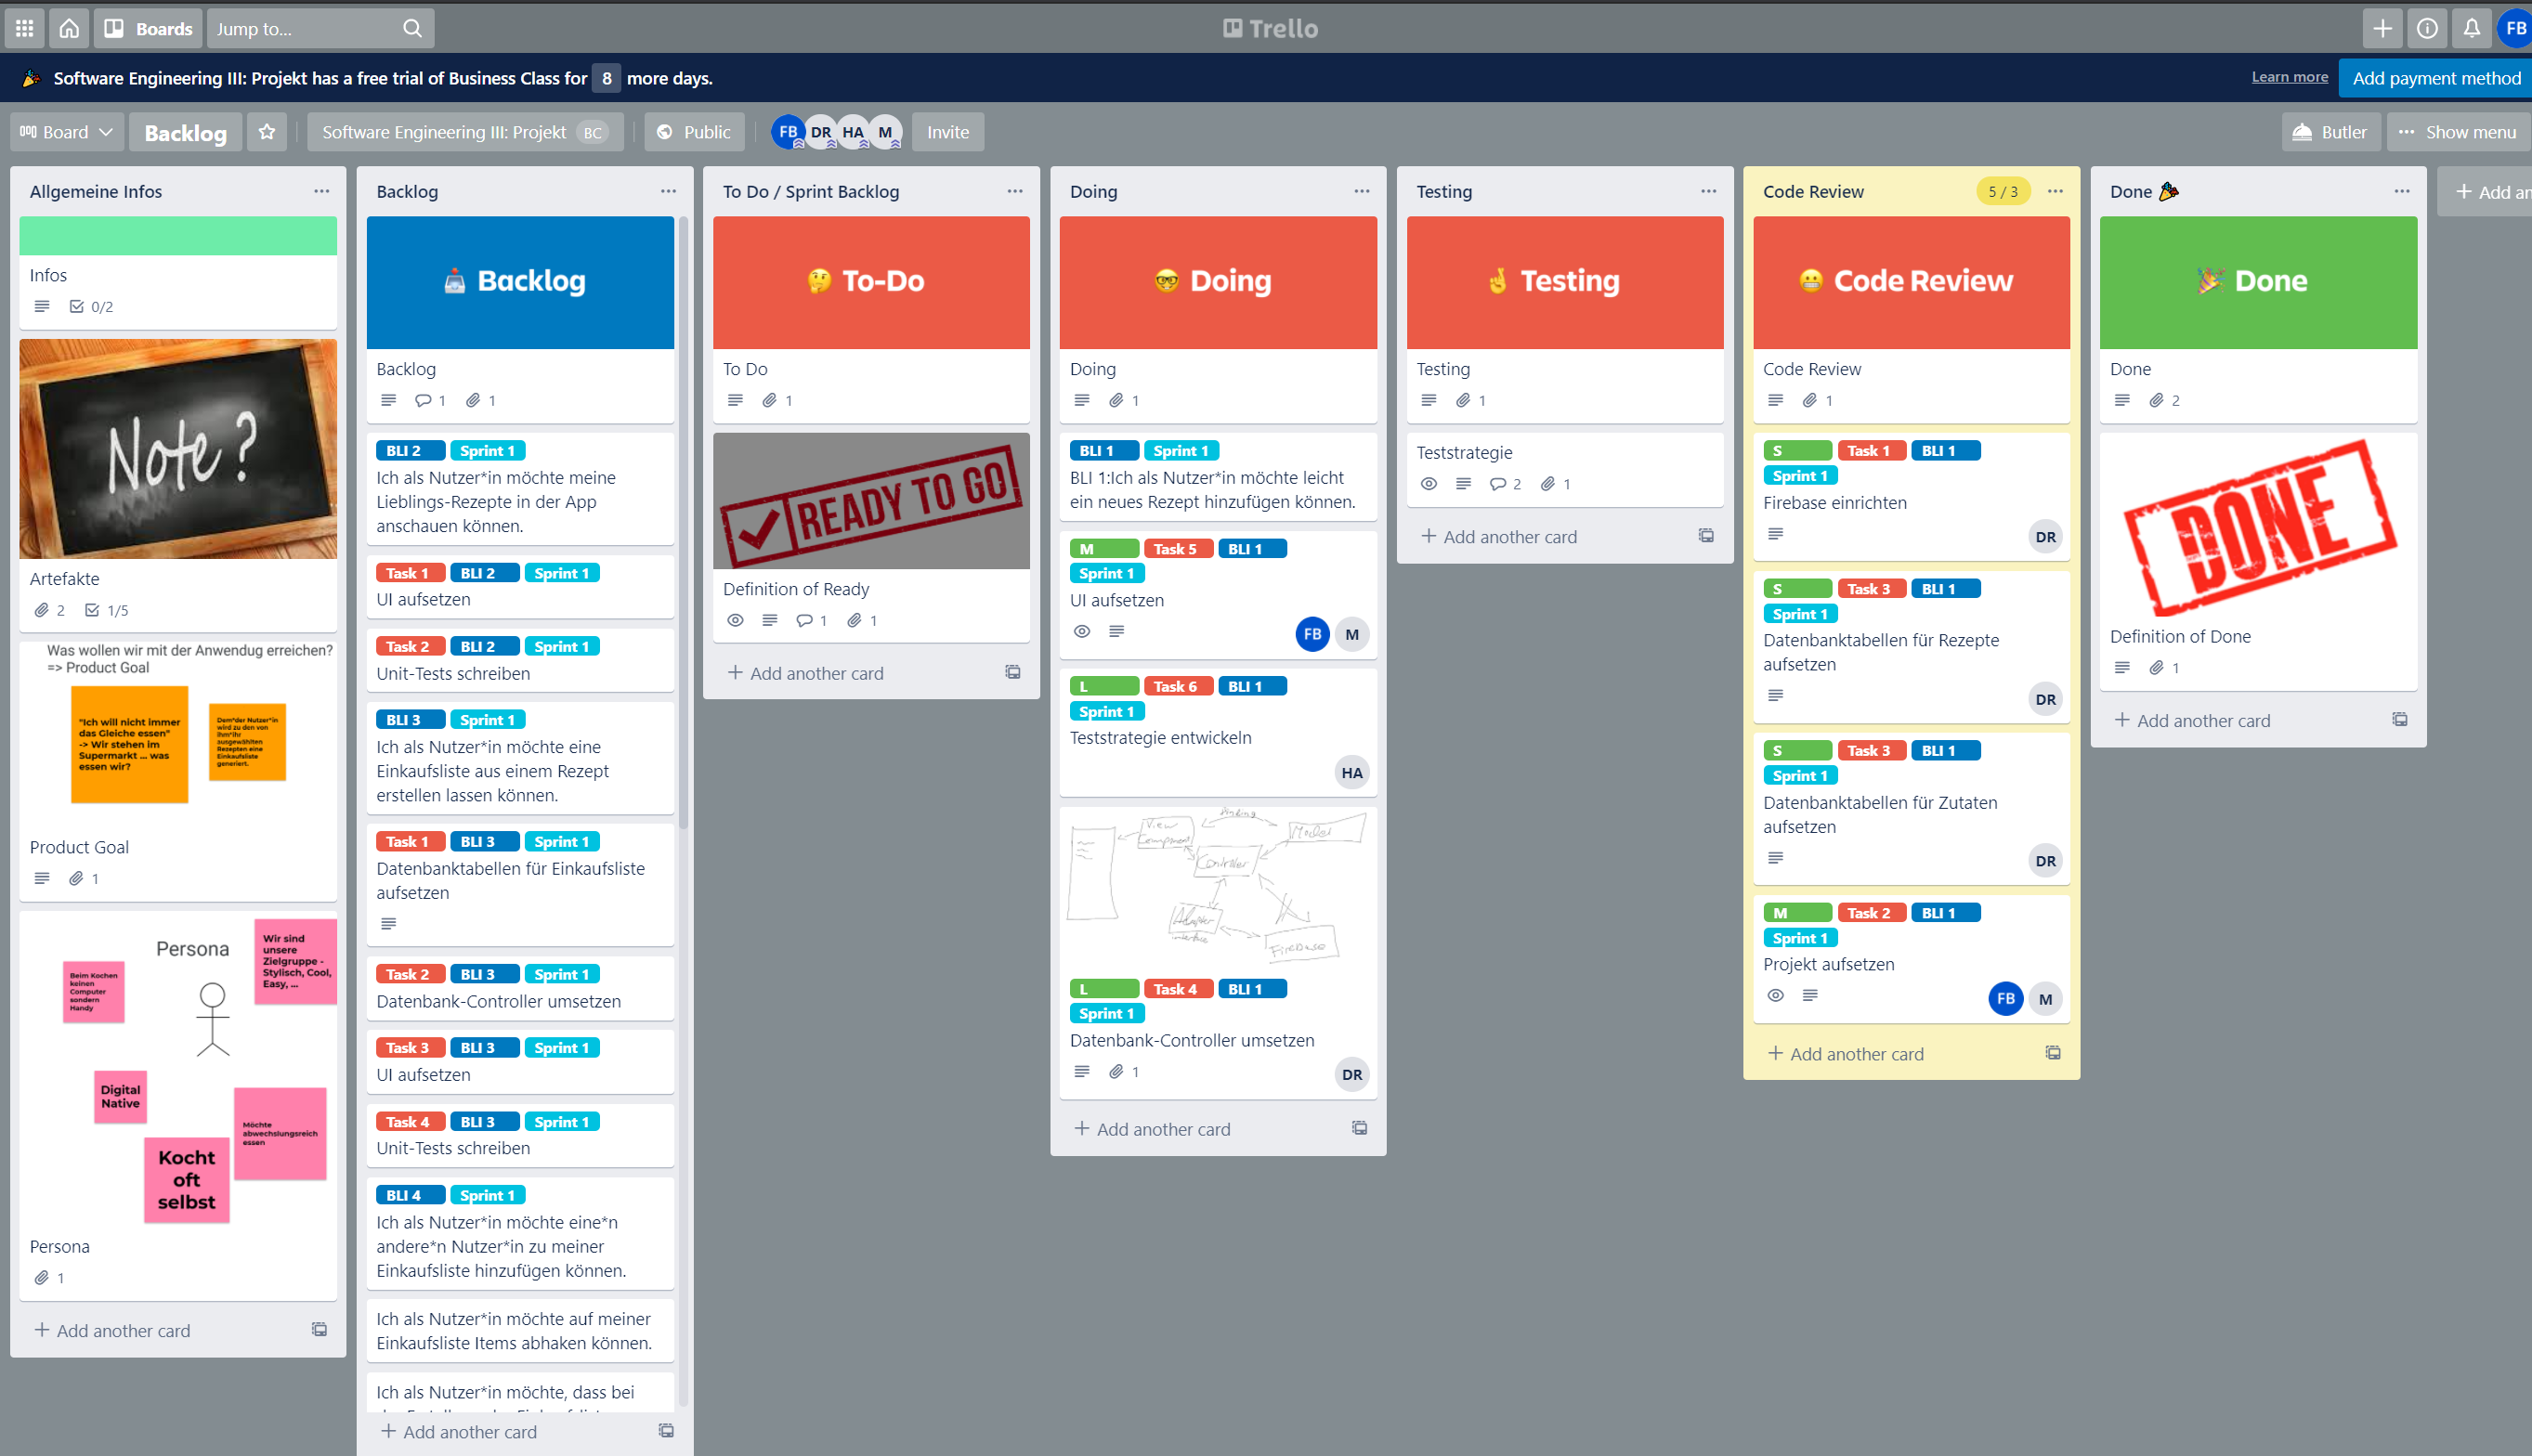 Boards
Jump to...
Trello
FB
Software Engineering III: Projekt has a free trial of Business Class for 8 more days.
Learn more
Add payment method
Board
Backlog
Software Engineering III: Projekt BC
Public
FB DR HA M
Invite
Butler
Show menu
Allgemeine Infos
Infos
0/2
Note ?
Artefakte
2 1/5
Was wollen wir mit der Anwendug erreichen?
=> Product Goal
"Ich will nicht immer
das Gleiche essen"
-> Wir stehen im
Supermarkt ... was
essen wir?
Dem*der Nutzer*in
wird zu den von
ihm*ihr
ausgewählten
Rezepten eine
Einkaufsliste
generiert.
Product Goal
1
Persona
Wir sind
unsere
Zielgruppe -
Stylisch, Cool,
Easy, ...
Beim Kochen
keinen
Computer
sondern
Handy
Digital
Native
Möchte
abwechslungsreich
essen
Kocht
oft
selbst
Persona
1
Add another card
Backlog
Backlog
Backlog
1 1
BLI 2 Sprint 1
Ich als Nutzer*in möchte meine
Lieblings-Rezepte in der App
anschauen können.
Task 1 BLI 2 Sprint 1
UI aufsetzen
Task 2 BLI 2 Sprint 1
Unit-Tests schreiben
BLI 3 Sprint 1
Ich als Nutzer*in möchte eine
Einkaufsliste aus einem Rezept
erstellen lassen können.
Task 1 BLI 3 Sprint 1
Datenbanktabellen für Einkaufsliste
aufsetzen
Task 2 BLI 3 Sprint 1
Datenbank-Controller umsetzen
Task 3 BLI 3 Sprint 1
UI aufsetzen
Task 4 BLI 3 Sprint 1
Unit-Tests schreiben
BLI 4 Sprint 1
Ich als Nutzer*in möchte eine*n
andere*n Nutzer*in zu meiner
Einkaufsliste hinzufügen können.
Ich als Nutzer*in möchte auf meiner
Einkaufsliste Items abhaken können.
Ich als Nutzer*in möchte, dass bei
Add another card
To Do / Sprint Backlog
To-Do
To Do
1
READY TO GO
Definition of Ready
1 1
Add another card
Doing
Doing
Doing
1
BLI 1 Sprint 1
BLI 1:Ich als Nutzer*in möchte leicht
ein neues Rezept hinzufügen können.
M Task 5 BLI 1
Sprint 1
UI aufsetzen
FB M
L Task 6 BLI 1
Sprint 1
Teststrategie entwickeln
HA
Binding
View
Component
Model
Controller
Adapter
Firebase
L Task 4 BLI 1
Sprint 1
Datenbank-Controller umsetzen
1
DR
Add another card
Testing
Testing
Testing
1
Teststrategie
2 1
Add another card
Code Review 5 / 3
Code Review
Code Review
1
S Task 1 BLI 1
Sprint 1
Firebase einrichten
DR
S Task 3 BLI 1
Sprint 1
Datenbanktabellen für Rezepte
aufsetzen
DR
S Task 3 BLI 1
Sprint 1
Datenbanktabellen für Zutaten
aufsetzen
DR
M Task 2 BLI 1
Sprint 1
Projekt aufsetzen
FB M
Add another card
Done
Done
Done
2
DONE
Definition of Done
1
Add another card
Add an